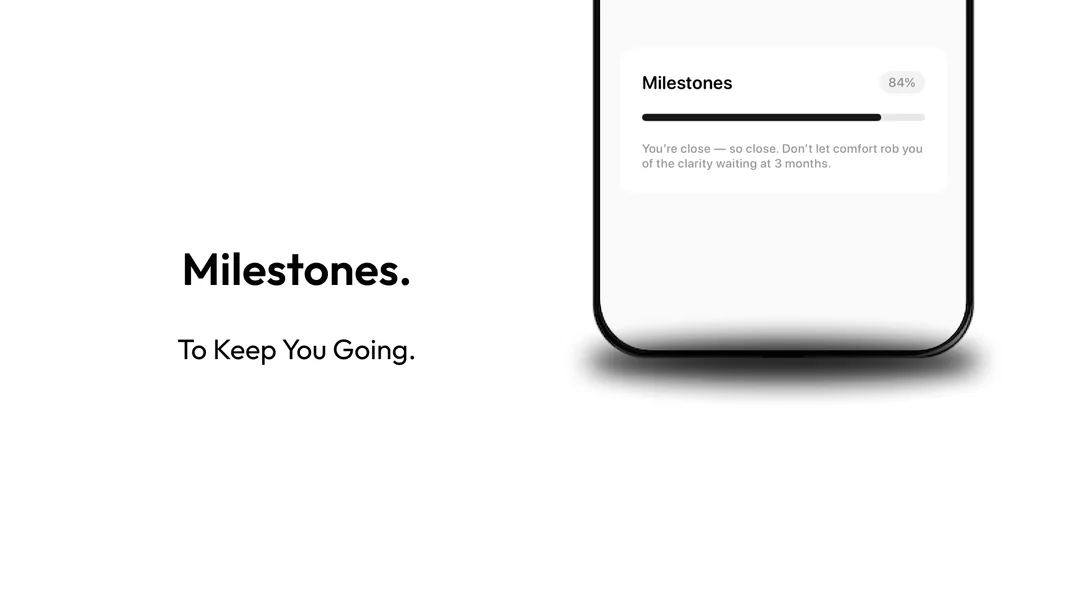 Milestones.
To Keep You Going.
Milestones
84%
You're close — so close. Don't let comfort rob you
of the clarity waiting at 3 months.